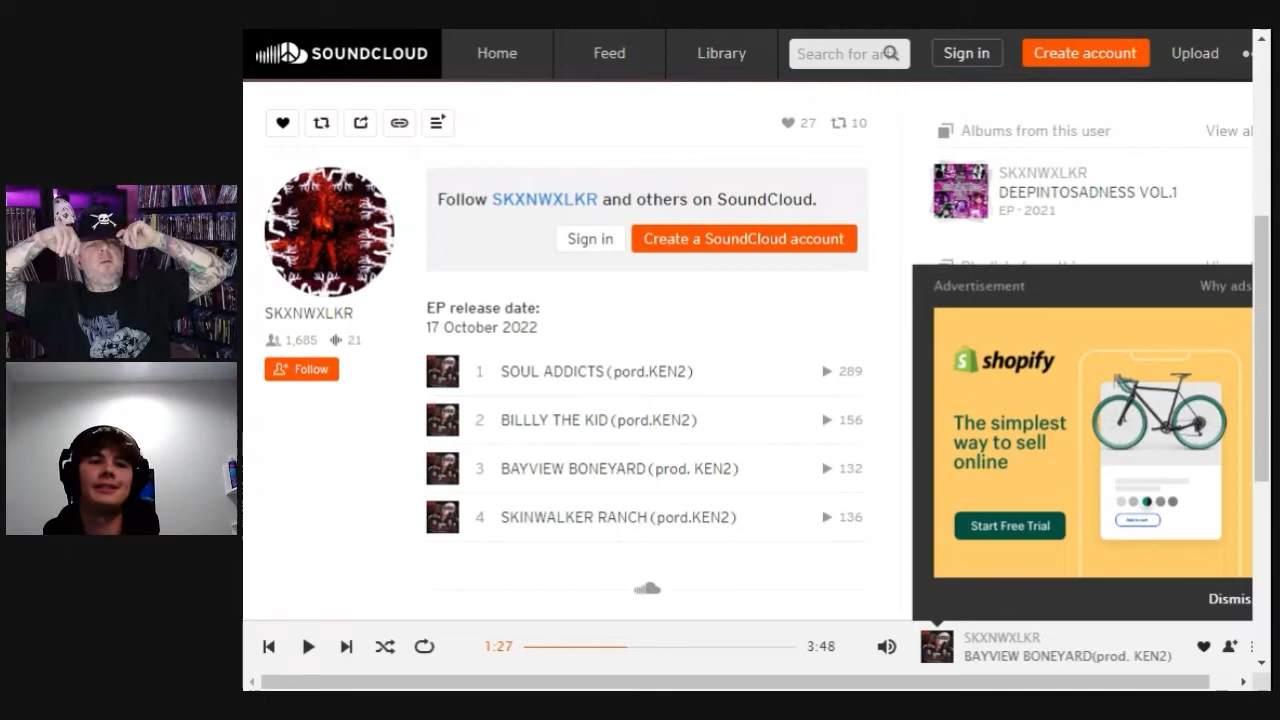 SOUNDCLOUD
Home
Feed
Library
Search for art
Sign in
Create account
Upload
27
10
Albums from this user
View al
SKXNWXLKR
DEEPINTOSADNESS VOL.1
EP · 2021
Follow SKXNWXLKR and others on SoundCloud.
Sign in
Create a SoundCloud account
SKXNWXLKR
1,685
21
Follow
EP release date:
17 October 2022
1 SOUL ADDICTS(pord.KEN2) 289
2 BILLLY THE KID(pord.KEN2) 156
3 BAYVIEW BONEYARD(prod. KEN2) 132
4 SKINWALKER RANCH(pord.KEN2) 136
Advertisement
Why ads
shopify
The simplest
way to sell
online
Start Free Trial
Dismis
1:27
3:48
SKXNWXLKR
BAYVIEW BONEYARD(prod. KEN2)